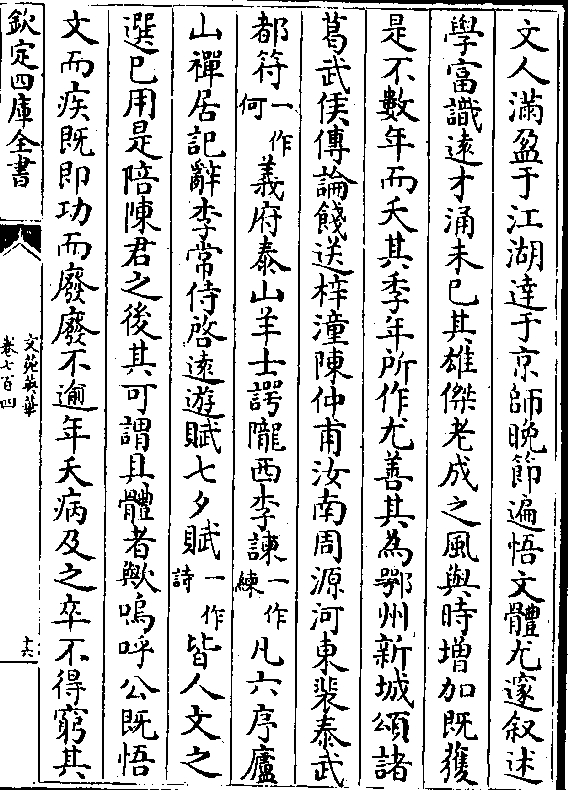 文人滿盈于江湖達于京師晩節遍悟文體尤邃叙述
學富識逺才涌未已其雄傑老成之風與時增加既獲
是不數年而夭其季年所作尤善其為鄂州新城頌諸
葛武侯傳論餞送梓潼陳仲甫汝南周源河東裴泰武
都符一作何義府泰山羊士諤隴西李諫一作練凡六序廬
山禪居記辭李常侍啓逺遊賦七夕賦一作詩皆人文之
選已用是陪陳君之後其可謂具體者歟嗚呼公既悟
文而疾既即功而廢廢不逾年夭病及之卒不得窮其
欽定四庫全書
文苑英華
卷七百四
十六